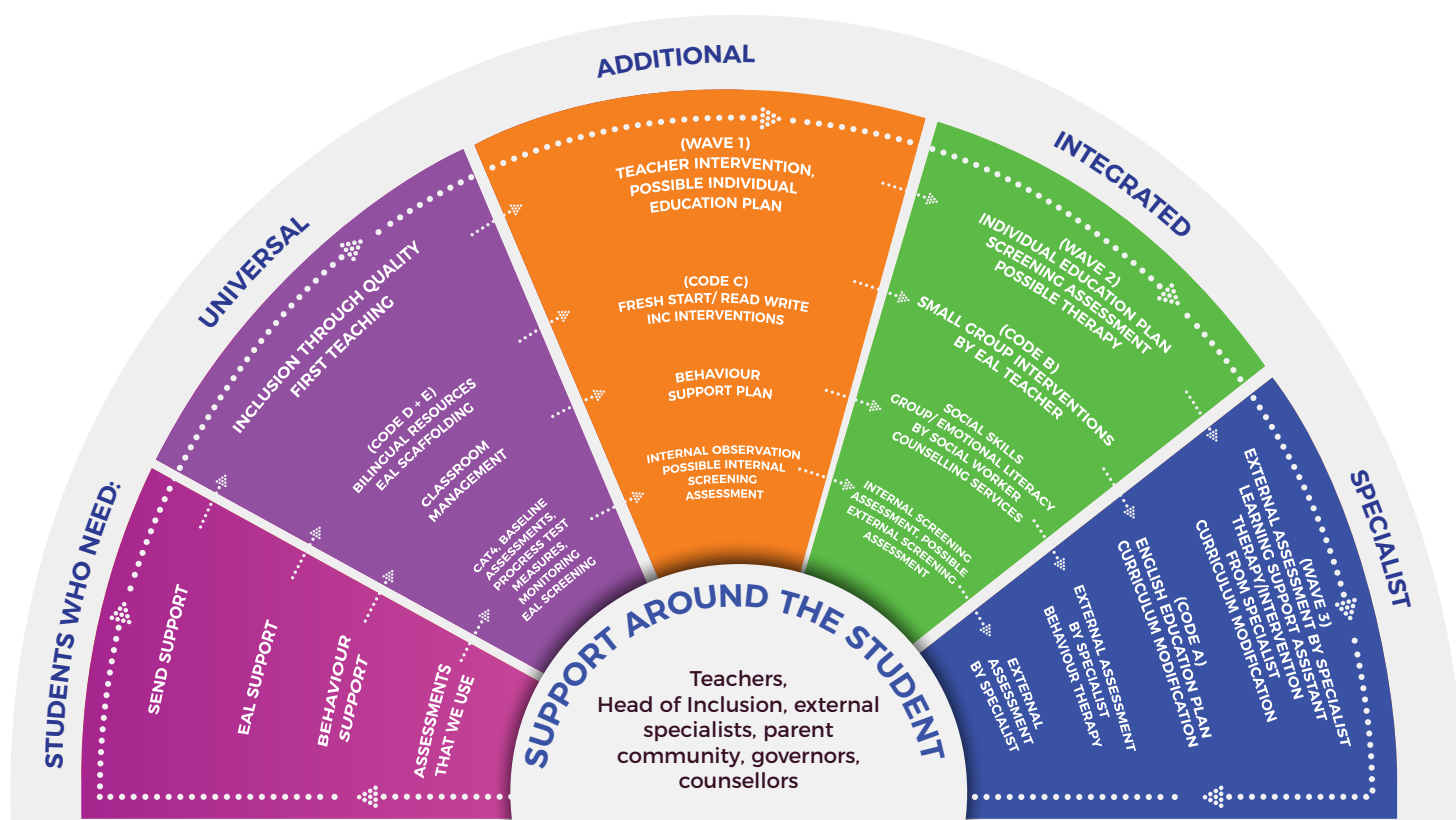 STUDENTS WHO NEED:
SEND SUPPORT
EAL SUPPORT
BEHAVIOUR
SUPPORT
ASSESSMENTS
THAT WE USE
UNIVERSAL
INCLUSION THROUGH QUALITY
FIRST TEACHING
(CODE D + E)
BILINGUAL RESOURCES
EAL SCAFFOLDING
CLASSROOM
MANAGEMENT
CAT4, BASELINE
ASSESSMENTS,
PROGRESS TEST
MEASURES,
MONITORING
EAL SCREENING
ADDITIONAL
(WAVE 1)
TEACHER INTERVENTION,
POSSIBLE INDIVIDUAL
EDUCATION PLAN
(CODE C)
FRESH START/ READ WRITE
INC INTERVENTIONS
BEHAVIOUR
SUPPORT PLAN
INTERNAL OBSERVATION
POSSIBLE INTERNAL
SCREENING
ASSESSMENT
INTEGRATED
(WAVE 2)
INDIVIDUAL EDUCATION PLAN
SCREENING ASSESSMENT
POSSIBLE THERAPY
(CODE B)
SMALL GROUP INTERVENTIONS
BY EAL TEACHER
SOCIAL SKILLS
GROUP/ EMOTIONAL LITERACY
BY SOCIAL WORKER
COUNSELLING SERVICES
INTERNAL SCREENING
ASSESSMENT, POSSIBLE
EXTERNAL SCREENING
ASSESSMENT
SPECIALIST
(WAVE 3)
EXTERNAL ASSESSMENT BY SPECIALIST
LEARNING SUPPORT ASSISTANT
THERAPY/INTERVENTION
FROM SPECIALIST
CURRICULUM MODIFICATION
(CODE A)
ENGLISH EDUCATION PLAN
CURRICULUM MODIFICATION
EXTERNAL ASSESSMENT
BY SPECIALIST
BEHAVIOUR THERAPY
EXTERNAL
ASSESSMENT
BY SPECIALIST
SUPPORT AROUND THE STUDENT
Teachers,
Head of Inclusion, external
specialists, parent
community, governors,
counsellors